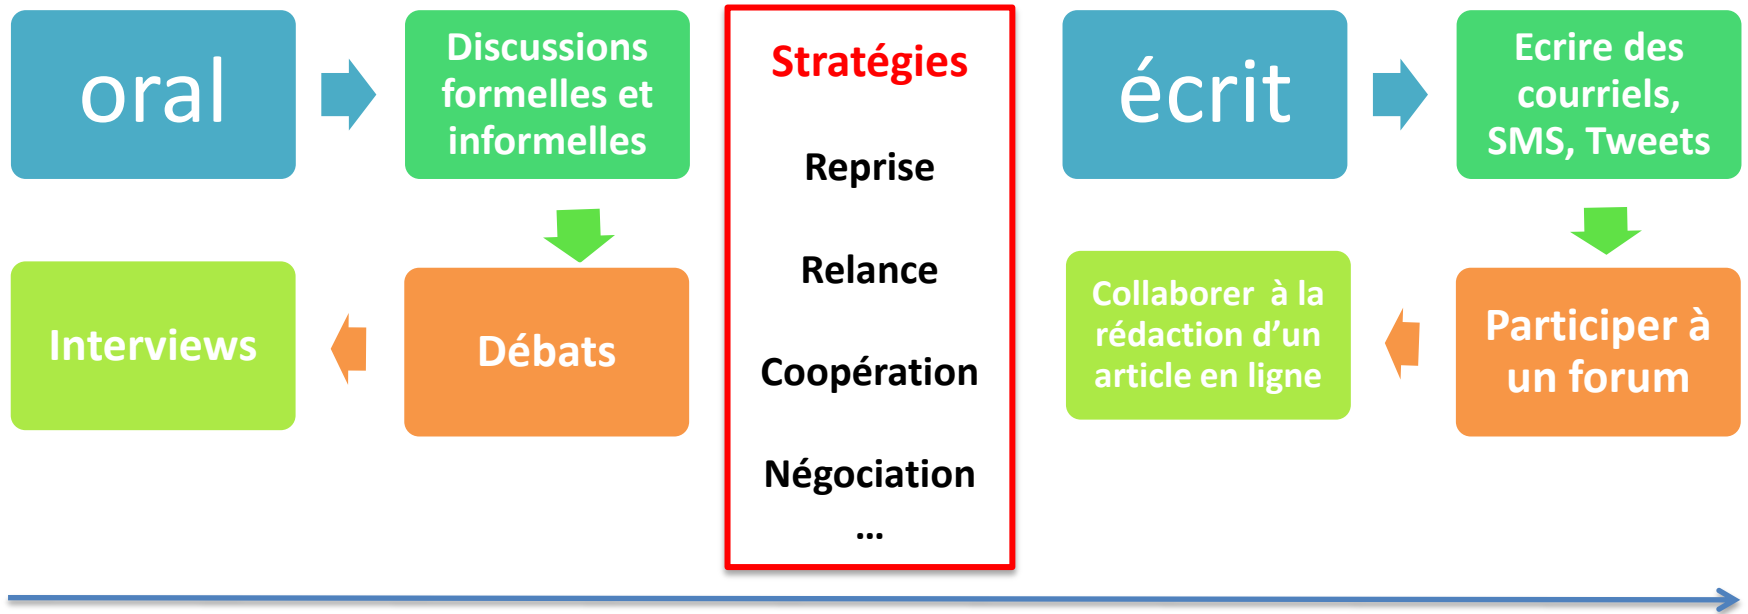 oral
Discussions
formelles et
informelles
Interviews
Débats
Stratégies
Reprise
Relance
Coopération
Négociation
…
écrit
Ecrire des
courriels,
SMS, Tweets
Collaborer à la
rédaction d’un
article en ligne
Participer à
un forum